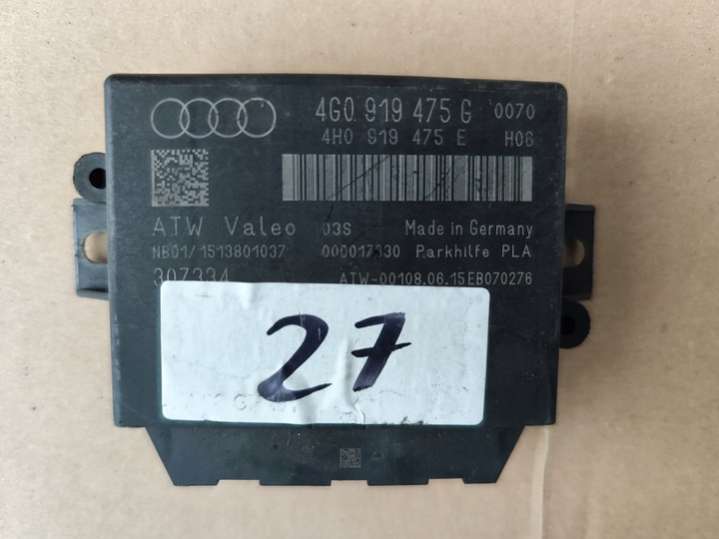 4G0 919 475 G 0070
4H0 919 475 E H06
ATW Valeo 03S Made in Germany
NB01/1513801037 000017330 Parkhilfe PLA
307334 ATW-00108.06.15EB070276
27